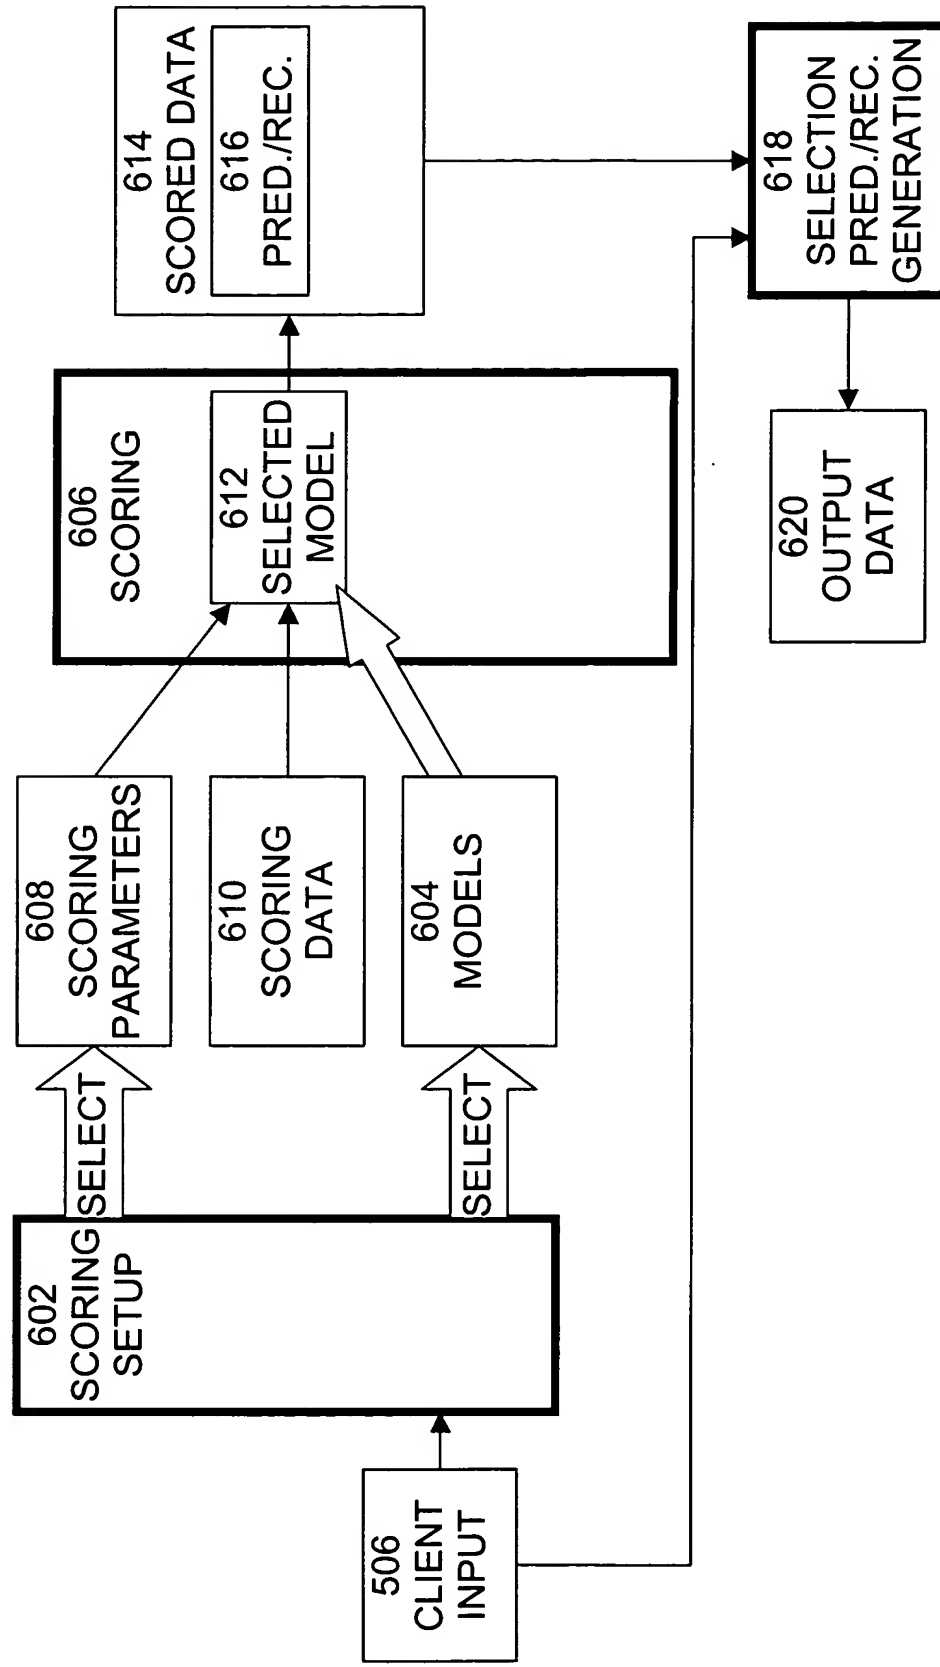 506
CLIENT
INPUT
602
SCORING
SETUP
SELECT
SELECT
608
SCORING
PARAMETERS
610
SCORING
DATA
604
MODELS
606
SCORING
612
SELECTED
MODEL
614
SCORED DATA
616
PRED./REC.
618
SELECTION
PRED./REC.
GENERATION
620
OUTPUT
DATA